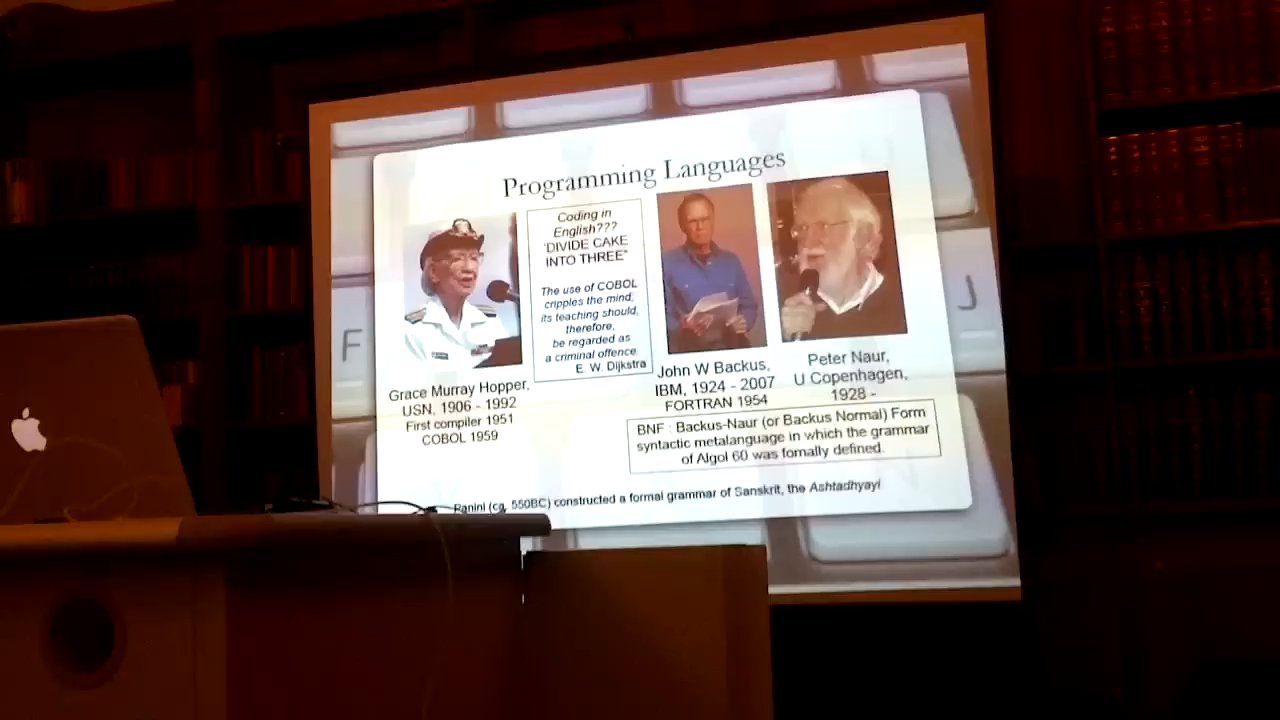 Programming Languages
Coding in
English???
"DIVIDE CAKE
INTO THREE"
The use of COBOL
cripples the mind;
its teaching should,
therefore,
be regarded as
a criminal offence.
E. W. Dijkstra
Grace Murray Hopper,
USN, 1906 - 1992
First compiler 1951
COBOL 1959
John W Backus,
IBM, 1924 - 2007
FORTRAN 1954
Peter Naur,
U Copenhagen,
1928 -
BNF : Backus-Naur (or Backus Normal) Form
syntactic metalanguage in which the grammar
of Algol 60 was fomally defined.
Panini (cq, 550BC) constructed a formal grammar of Sanskrit, the Ashtadhyayi
F
J